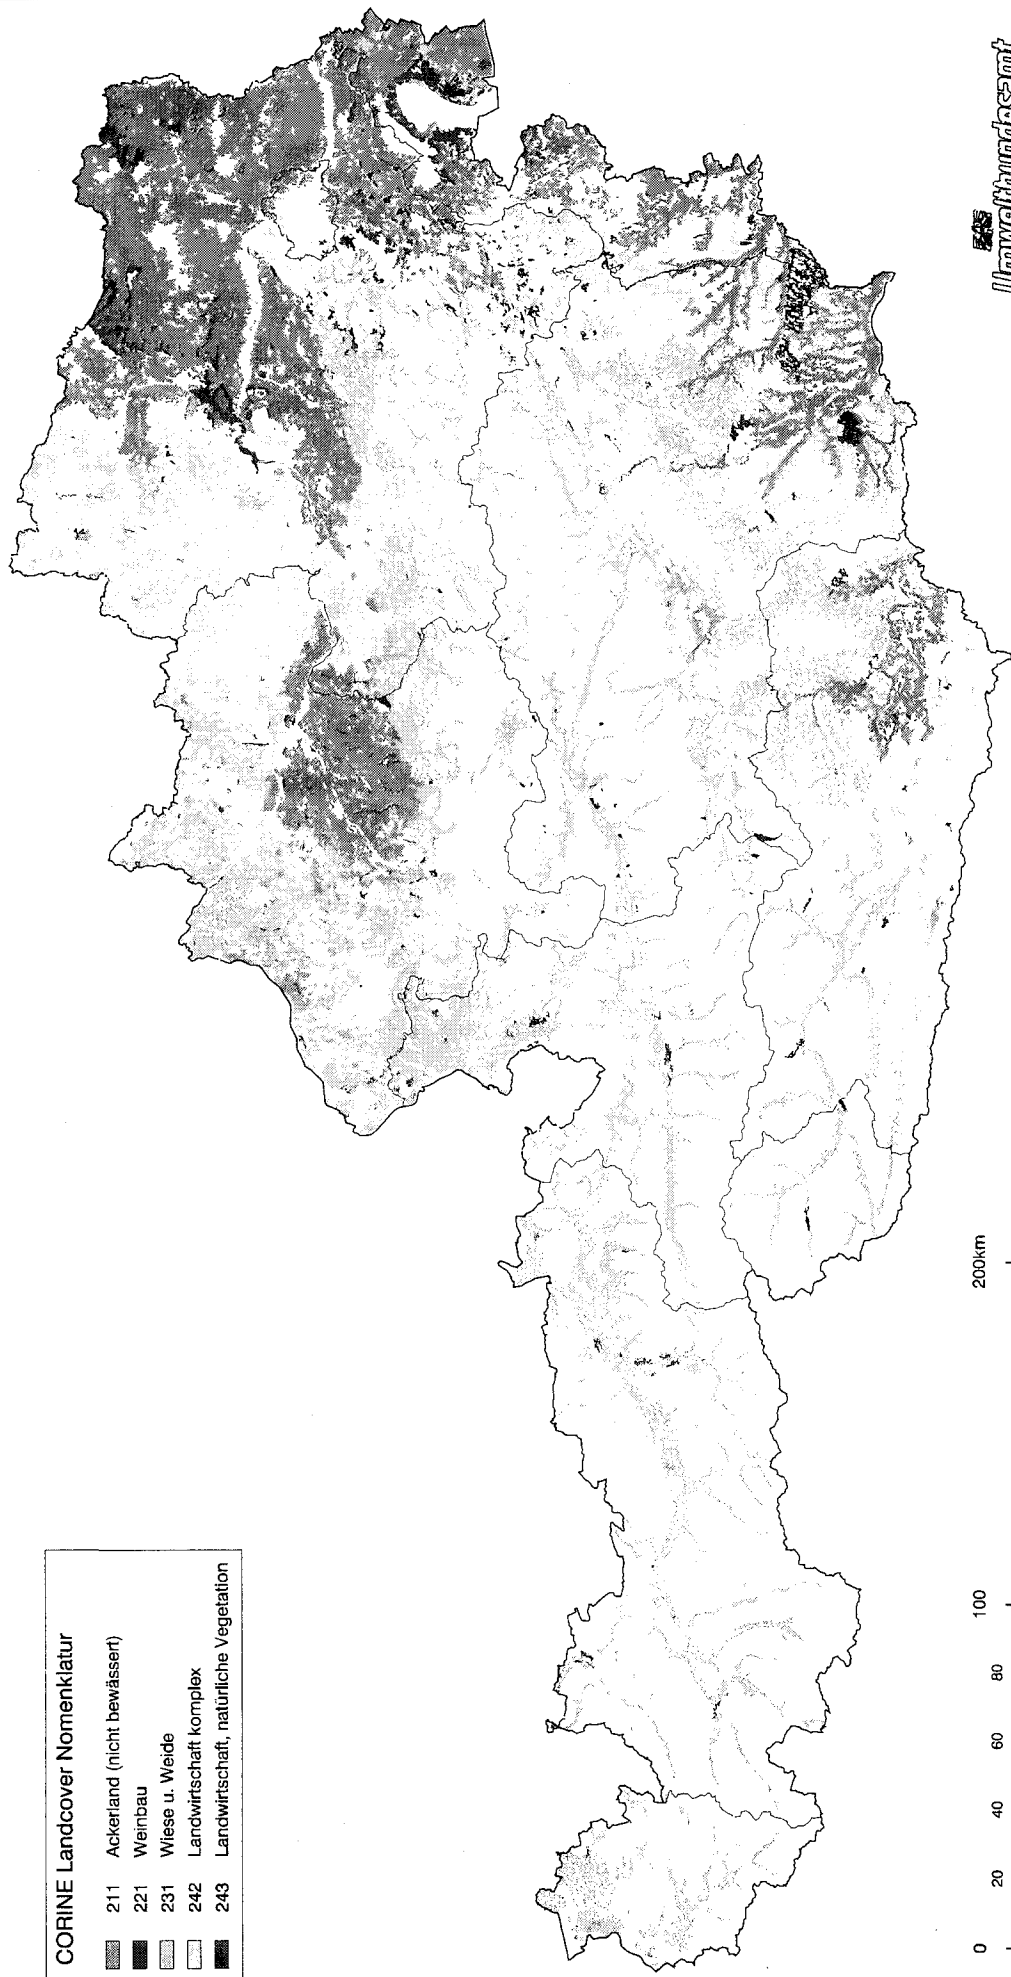 CORINE Landcover Nomenklatur
211 Ackerland (nicht bewässert)
221 Weinbau
231 Wiese u. Weide
242 Landwirtschaft komplex
243 Landwirtschaft, natürliche Vegetation
0 20 40 60 80 100 200km
Umweltbundesamt